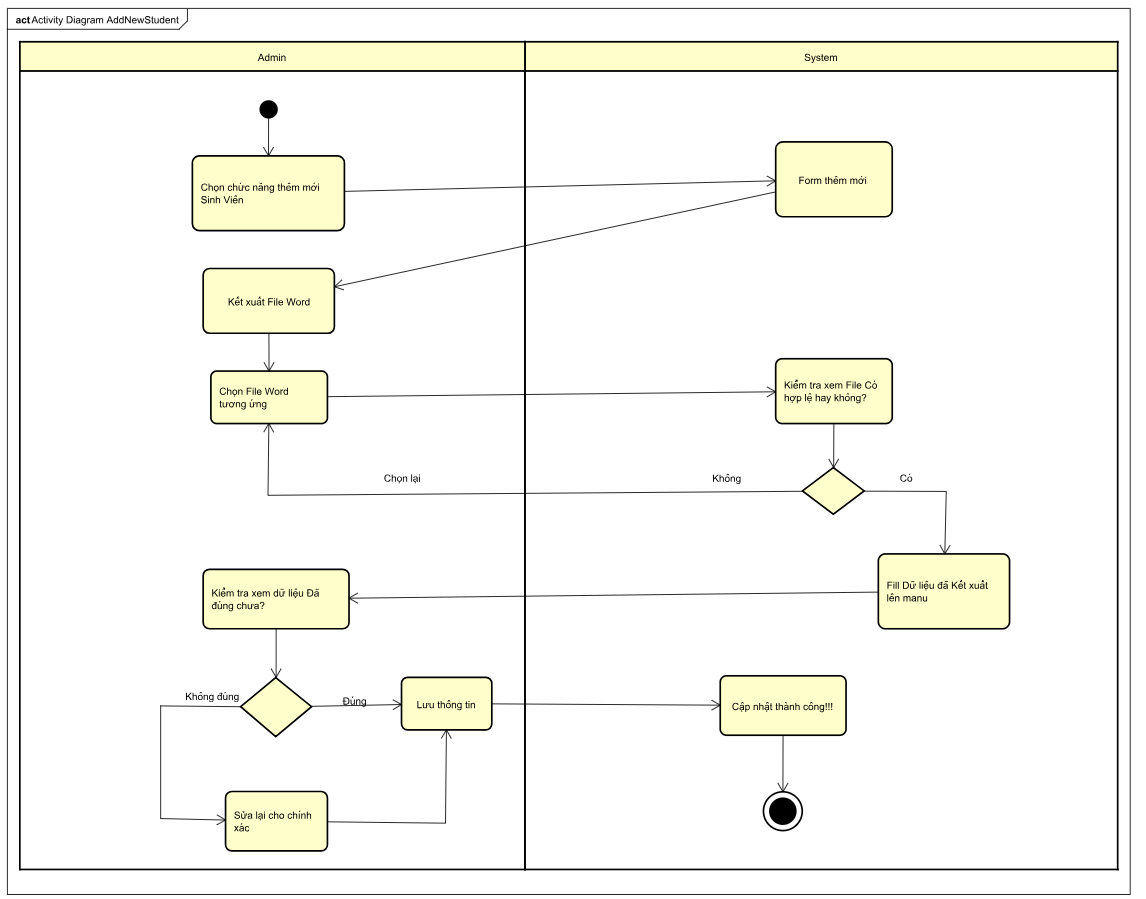 act Activity Diagram AddNewStudent
Admin
System
Chọn chức năng thêm mới
Sinh Viên
Form thêm mới
Kết xuất File Word
Chọn File Word
tương ứng
Kiểm tra xem File Có
hợp lệ hay không?
Chọn lại
Không
Có
Fill Dữ liệu đã Kết xuất
lên manu
Kiểm tra xem dữ liệu Đã
đúng chưa?
Không đúng
Đúng
Lưu thông tin
Cập nhật thành công!!!
Sửa lại cho chính
xác